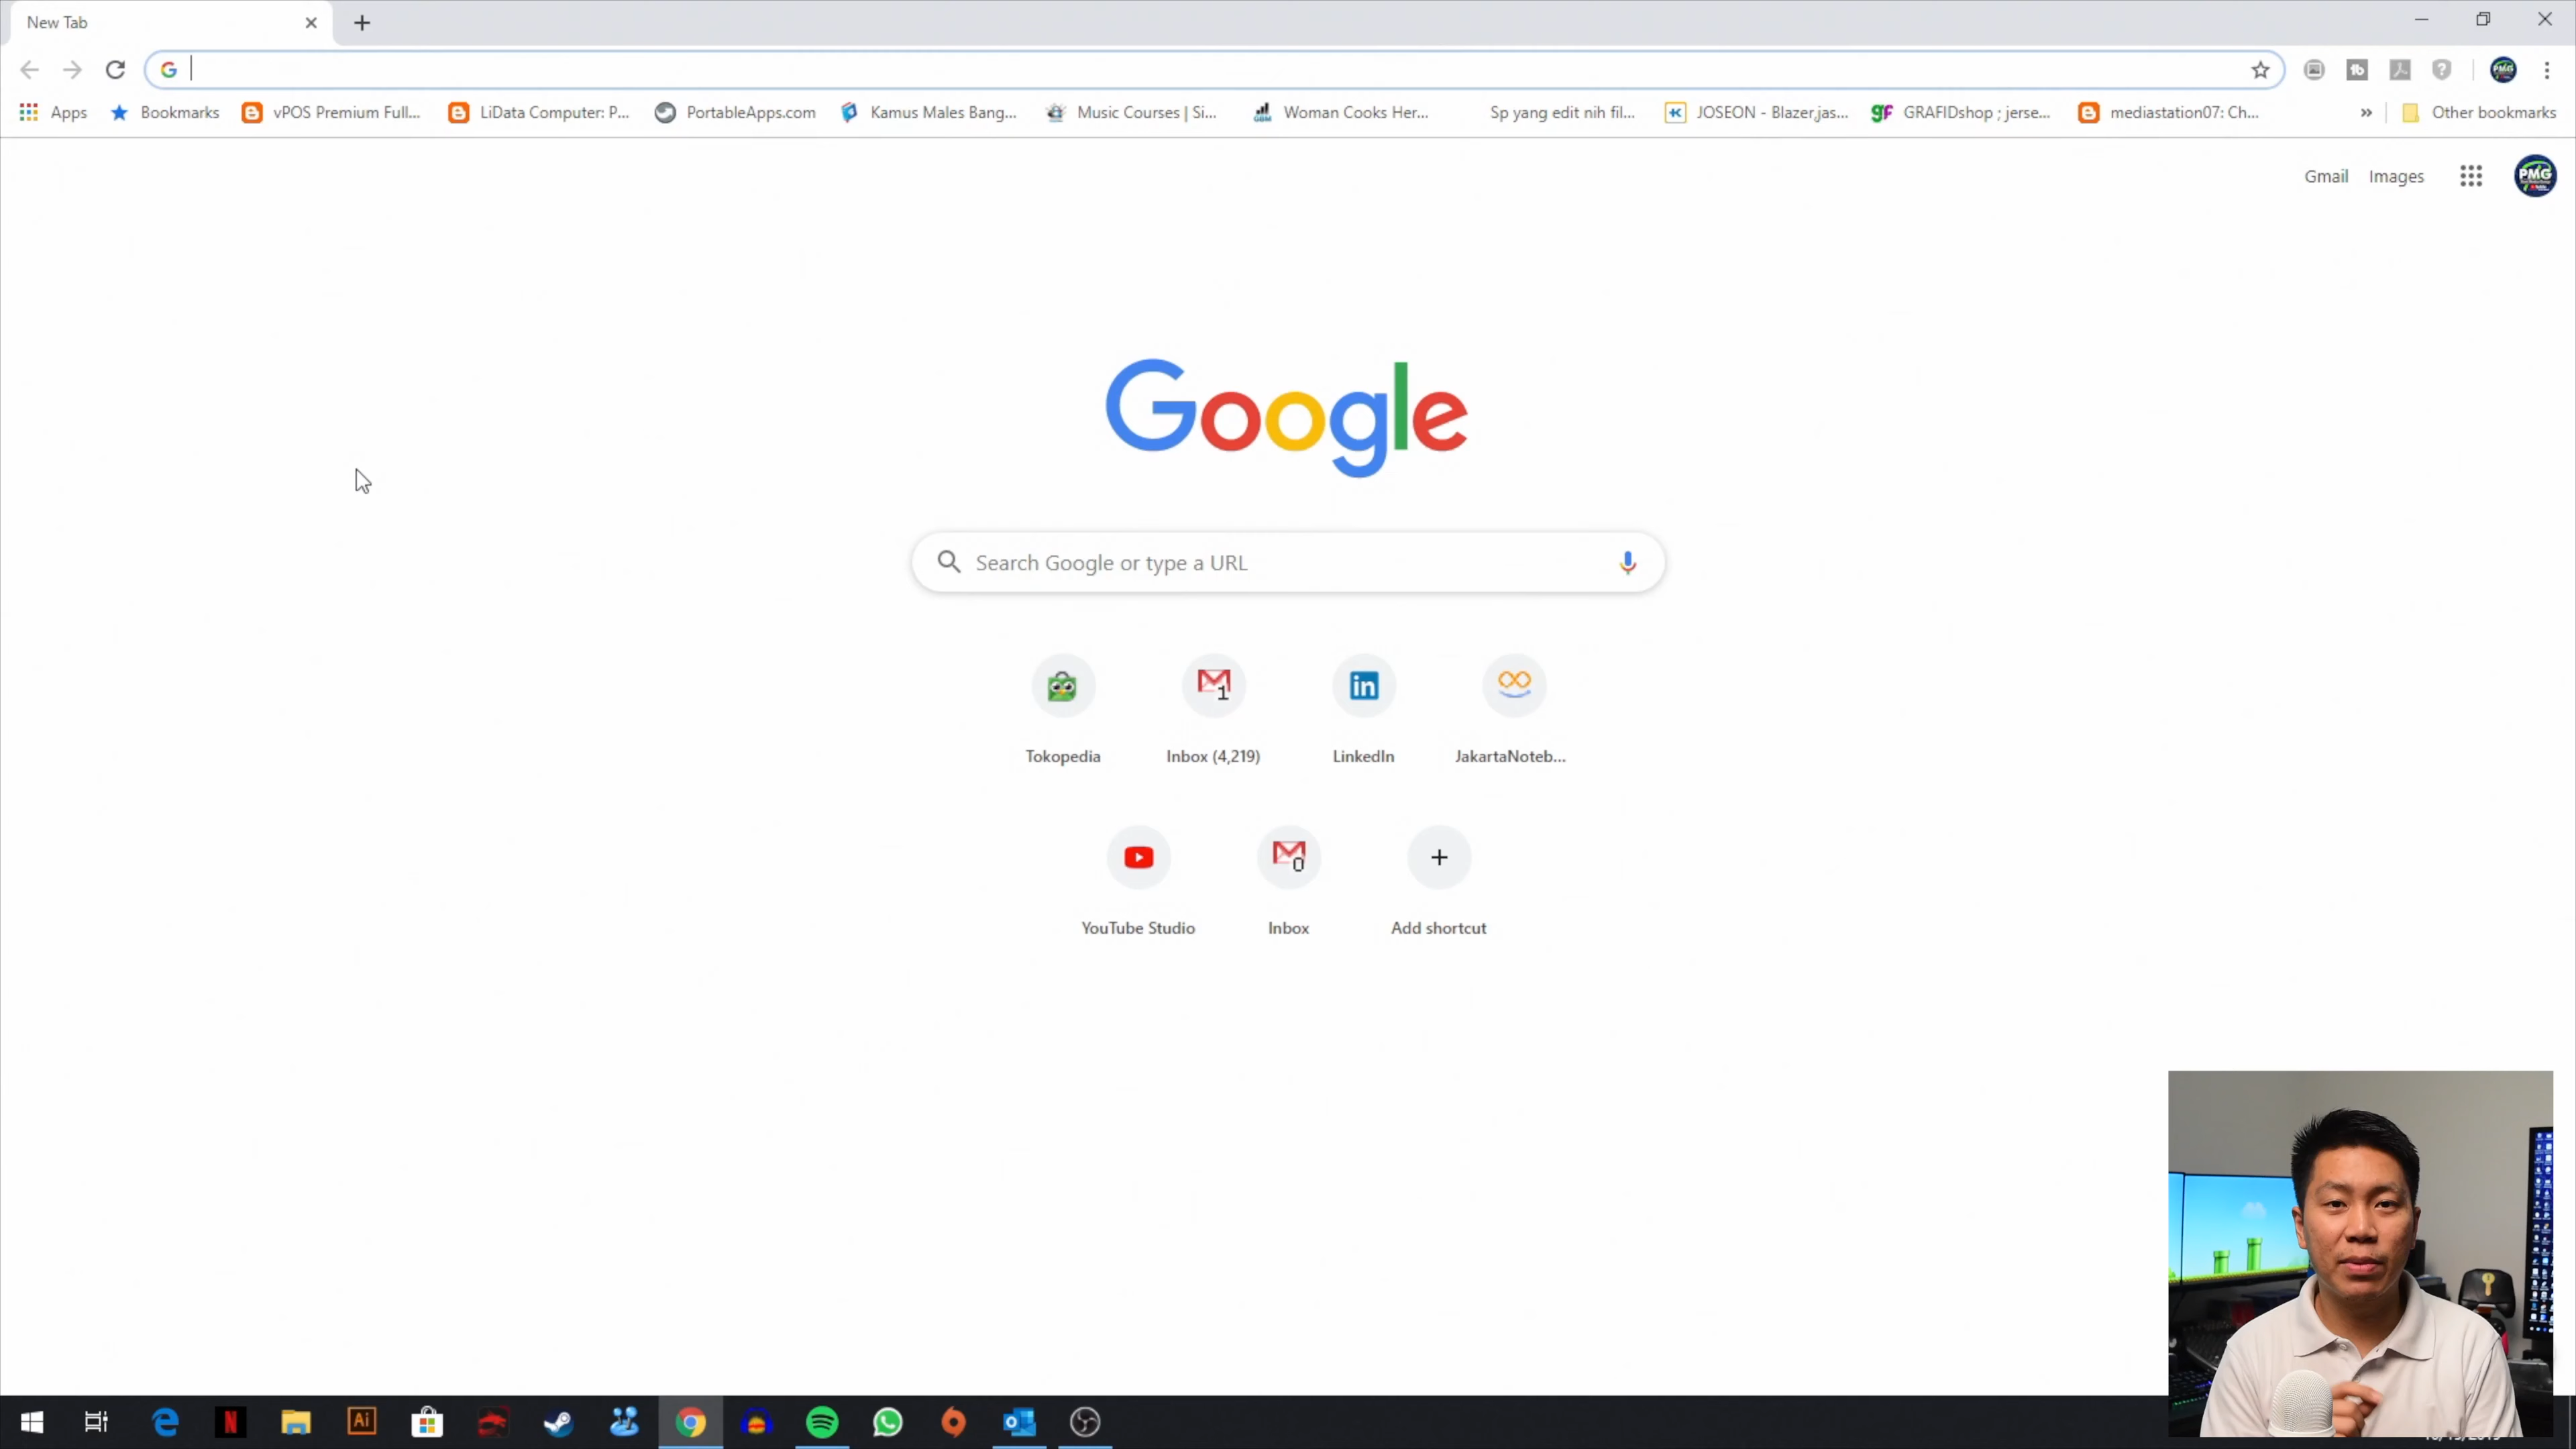 New Tab
Apps
Bookmarks
vPOS Premium Full...
LiData Computer: P...
PortableApps.com
Kamus Males Bang...
Music Courses | Si...
Woman Cooks Her...
Sp yang edit nih fil...
JOSEON - Blazer,jas...
GRAFIDshop ; jerse...
mediastation07: Ch...
Other bookmarks
Gmail
Images
PMG
Google
Search Google or type a URL
Tokopedia
Inbox (4,219)
LinkedIn
JakartaNoteb...
YouTube Studio
Inbox
Add shortcut